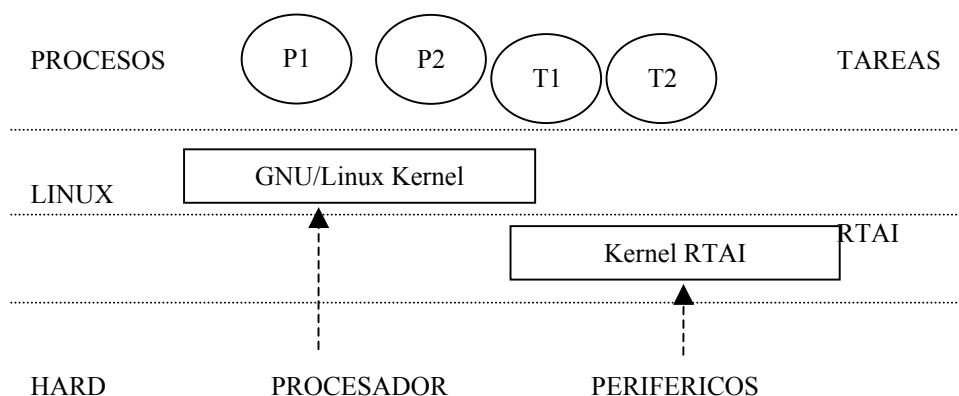 PROCESOS P1 P2 T1 T2 TAREAS
GNU/Linux Kernel
LINUX
RTAI
Kernel RTAI
HARD PROCESADOR PERIFERICOS